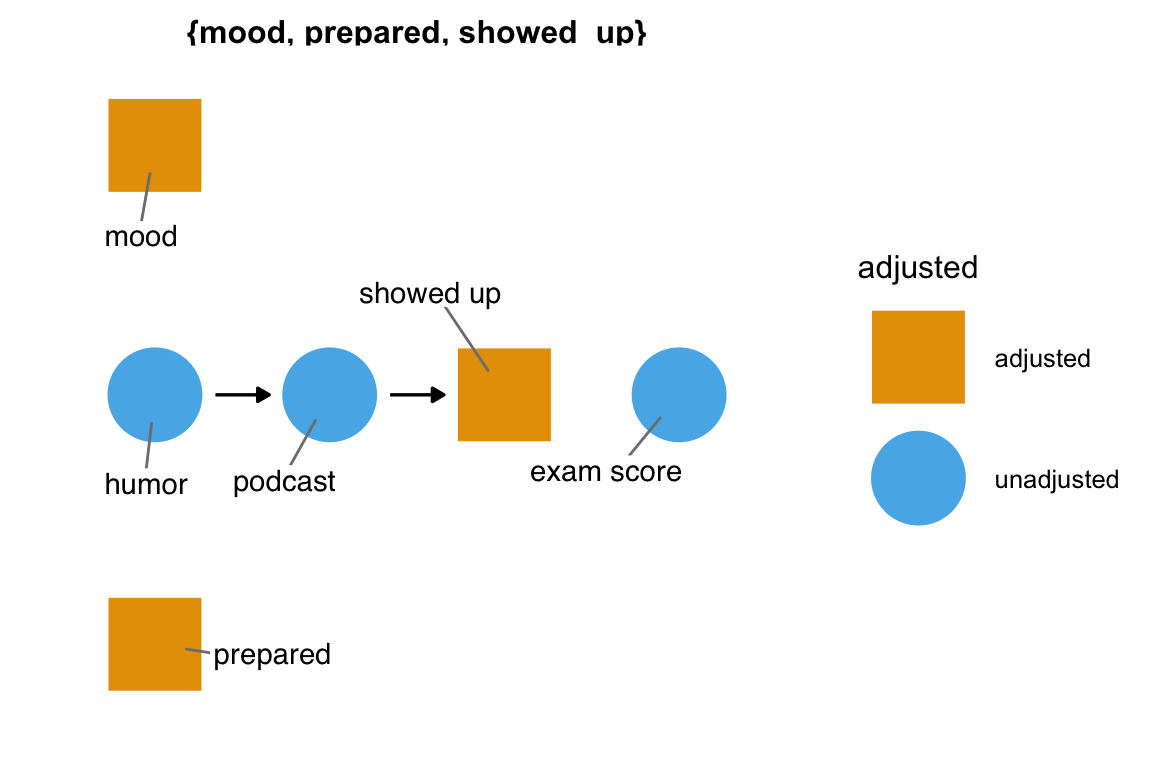 {mood, prepared, showed  up}
mood
showed up
humor
podcast
exam score
prepared
adjusted
adjusted
unadjusted